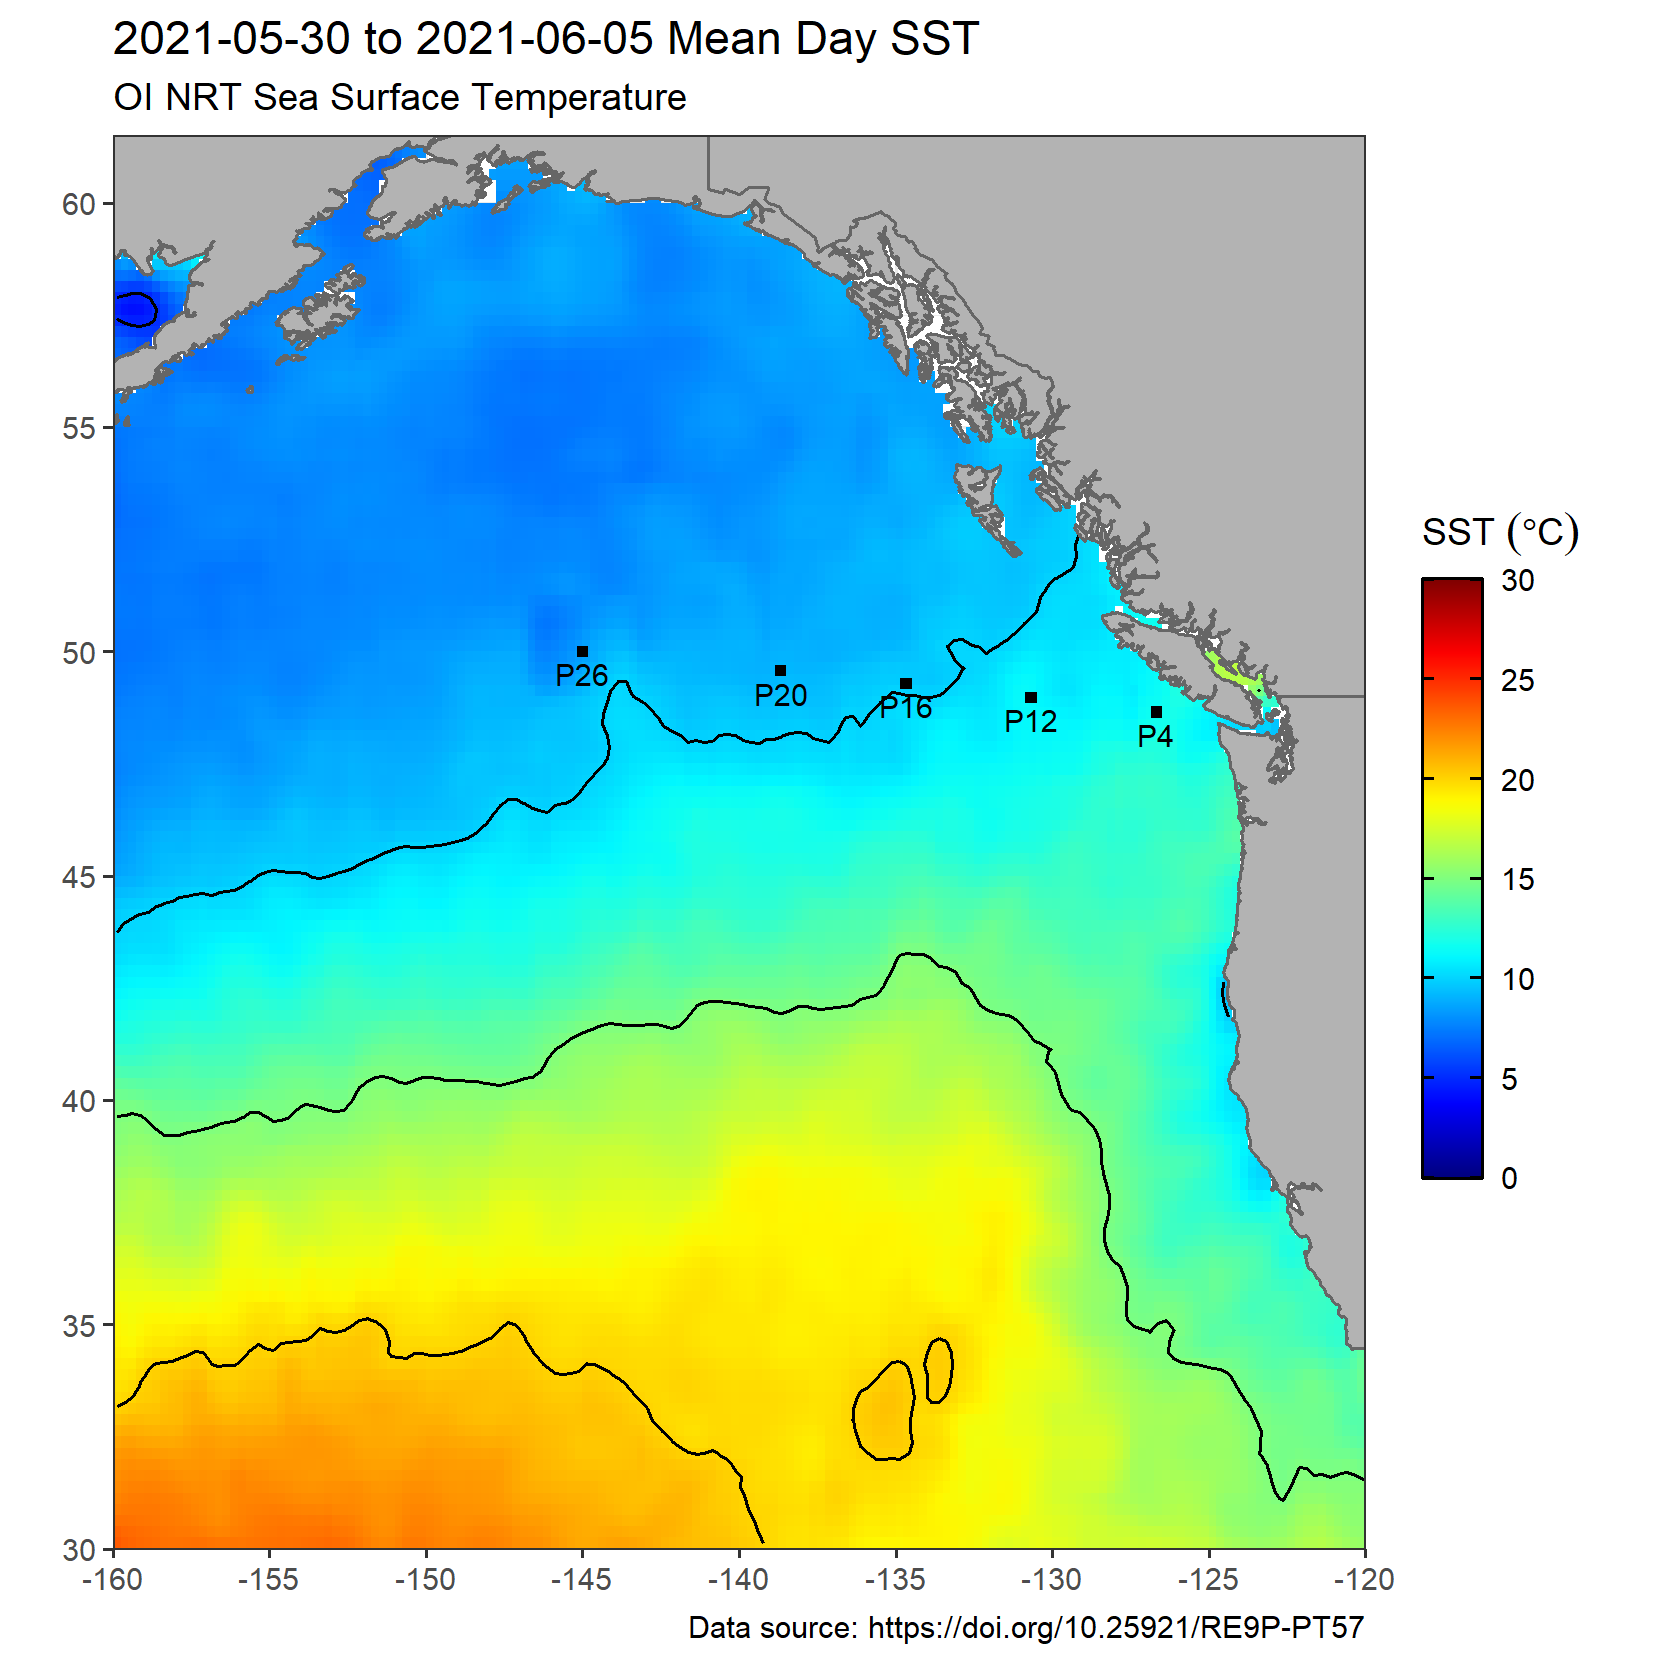 2021-05-30 to 2021-06-05 Mean Day SST
OI NRT Sea Surface Temperature
60
55
50
45
40
35
30
P26
P20
P16
P12
P4
SST (°C)
30
25
20
15
10
5
0
-160
-155
-150
-145
-140
-135
-130
-125
-120
Data source: https://doi.org/10.25921/RE9P-PT57